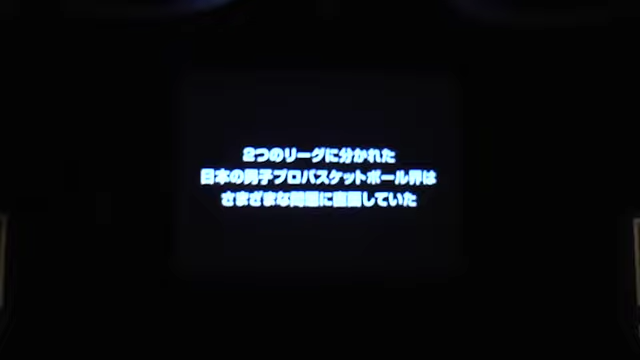 2つのリーグに分かれた
日本の男子プロバスケットボール界は
さまざまな問題に直面していた